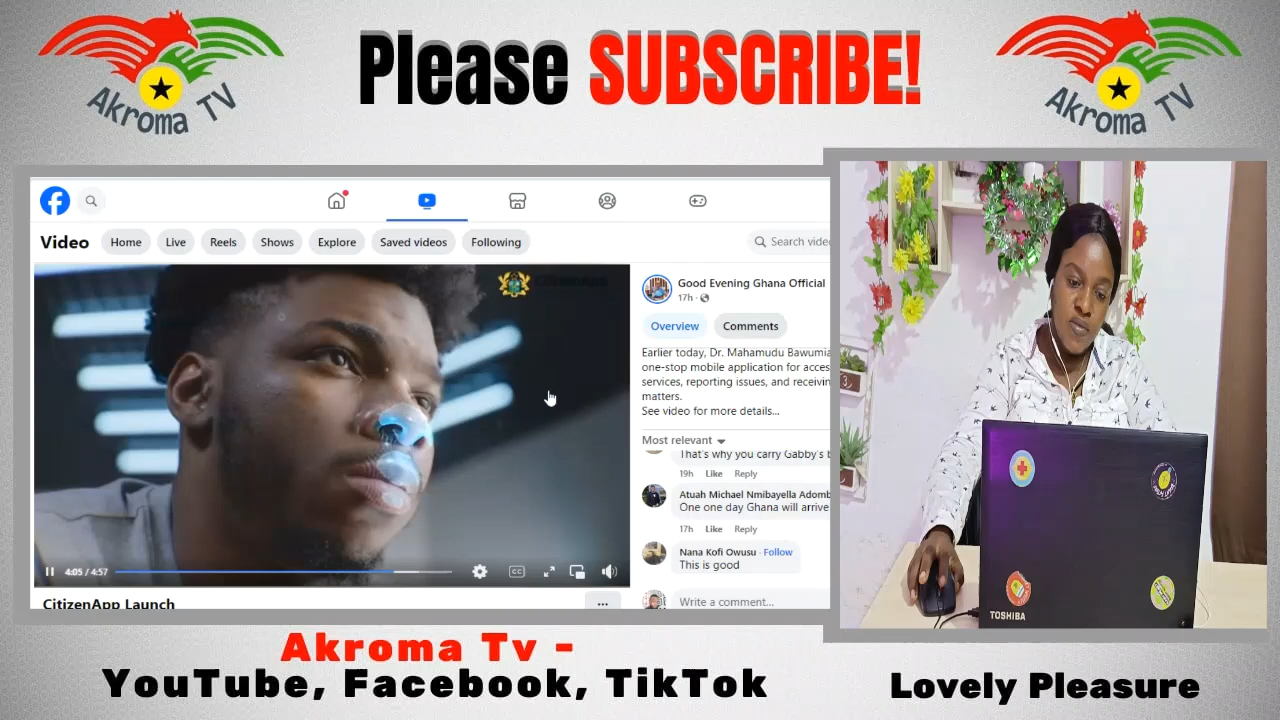 Akroma TV
Please SUBSCRIBE!
Akroma TV
Video
Home
Live
Reels
Shows
Explore
Saved videos
Following
Search vide
Good Evening Ghana Official
17h
Overview
Comments
Earlier today, Dr. Mahamudu Bawumia
one-stop mobile application for acces
services, reporting issues, and receivin
matters.
See video for more details...
Most relevant
That's why you carry Gabby's b
19h Like Reply
Atuah Michael Nmibayella Adomb
One one day Ghana will arrive
17h Like Reply
Nana Kofi Owusu · Follow
This is good
Write a comment...
4:05 / 4:57
CC
CitizenApp Launch
...
TOSHIBA
Akroma Tv -
YouTube, Facebook, TikTok
Lovely Pleasure